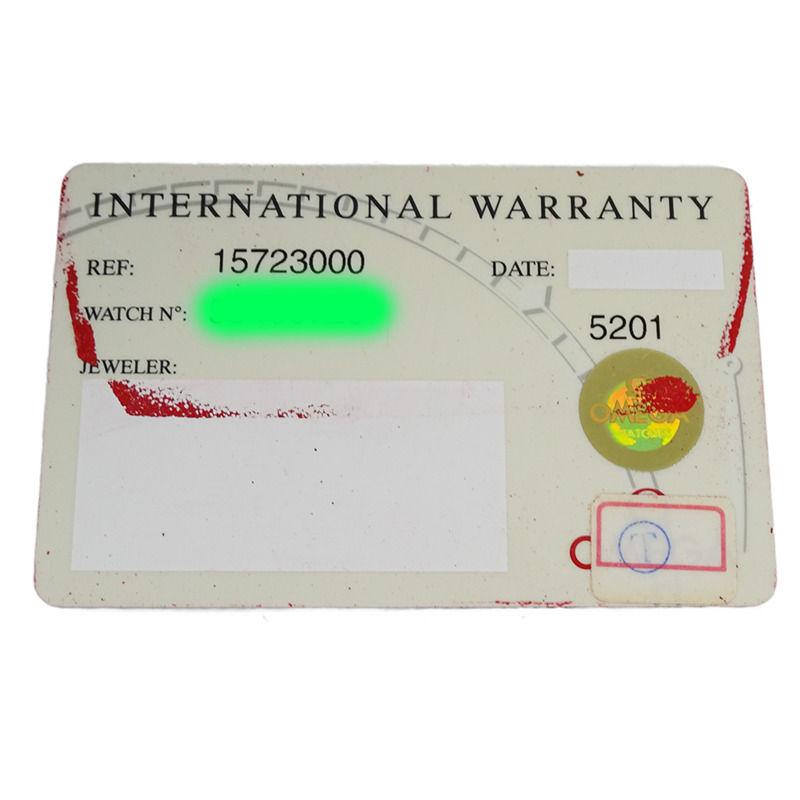 INTERNATIONAL WARRANTY
REF: 15723000
DATE:
WATCH N°:
5201
JEWELER:
OMEGA
T